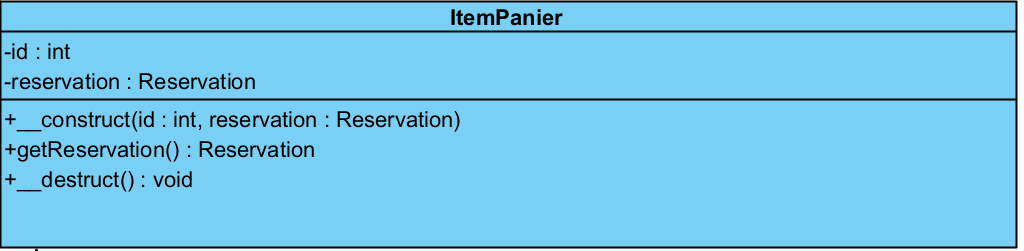 ItemPanier
-id : int
-reservation : Reservation
+__construct(id : int, reservation : Reservation)
+getReservation() : Reservation
+__destruct() : void